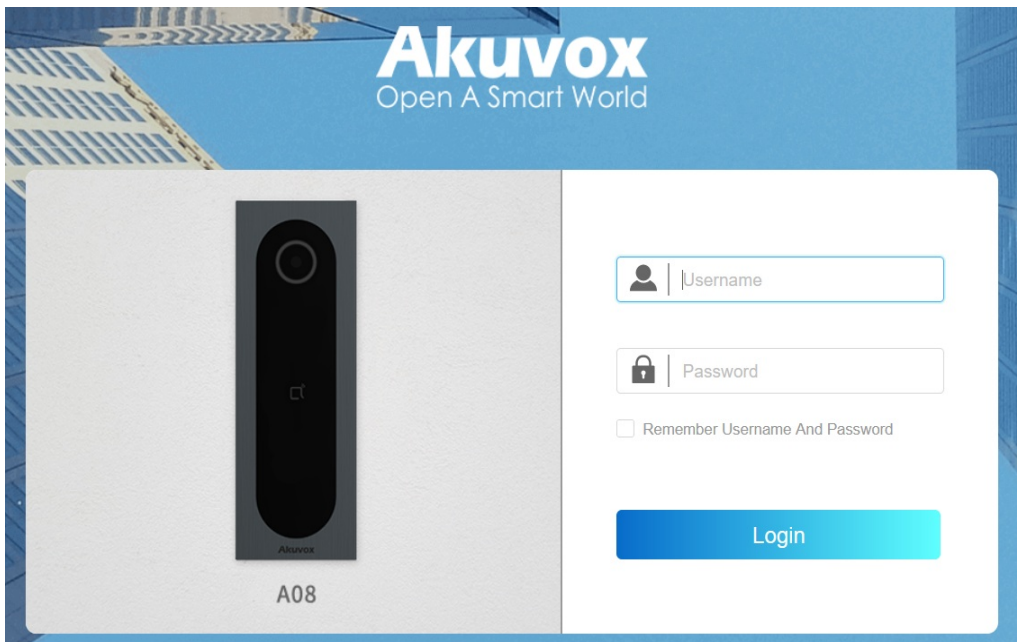 Akuvox
Open A Smart World
Username
Password
Remember Username And Password
Login
Akuvox
A08